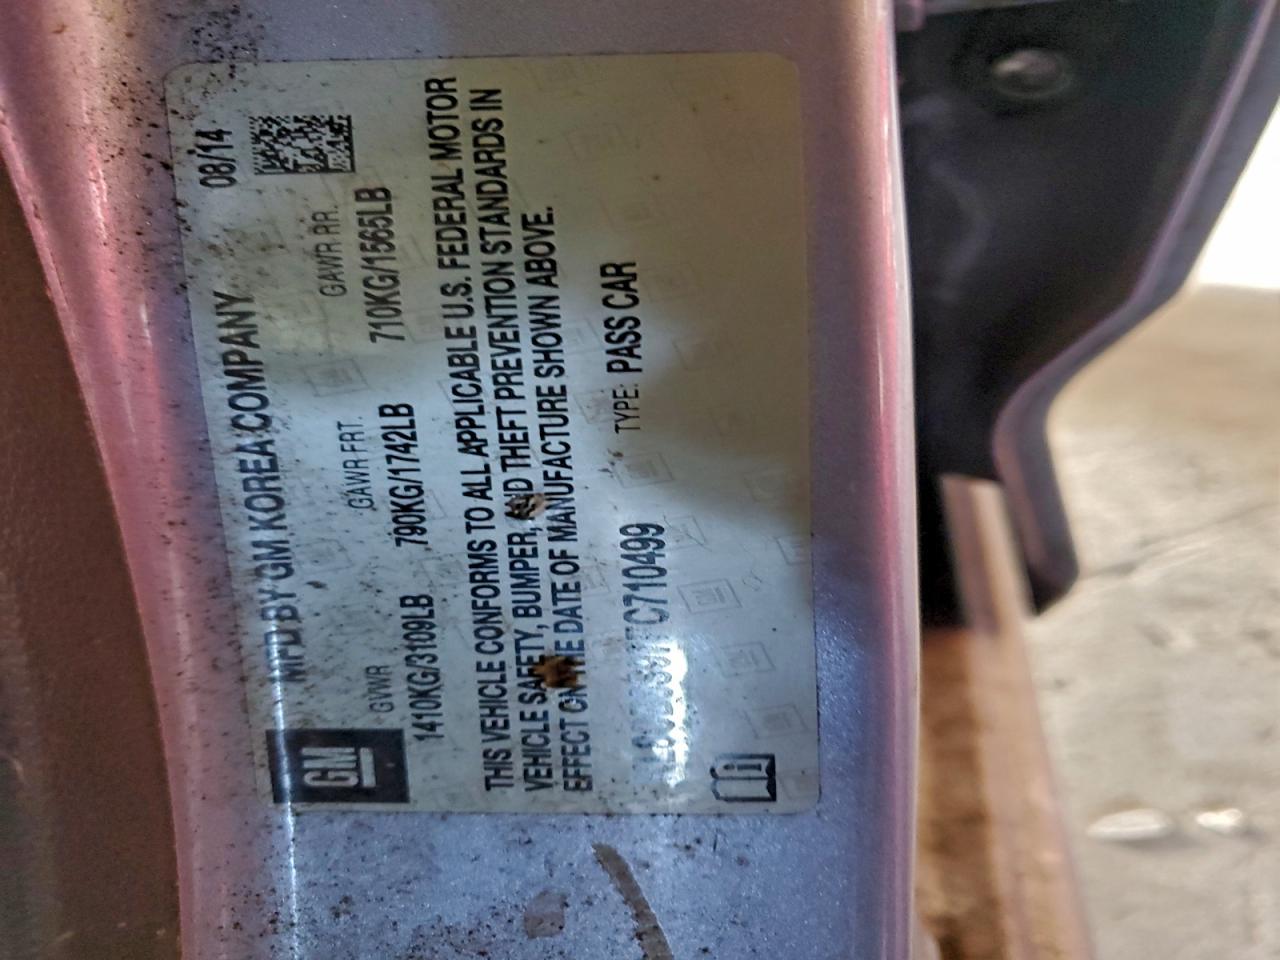 GM
MFD BY GM KOREA COMPANY 08/14
GVWR GAWR FRT. GAWR RR.
1410KG/3109LB 790KG/1742LB 710KG/1565LB
THIS VEHICLE CONFORMS TO ALL APPLICABLE U.S. FEDERAL MOTOR
VEHICLE SAFETY, BUMPER, AND THEFT PREVENTION STANDARDS IN
EFFECT ON THE DATE OF MANUFACTURE SHOWN ABOVE.
C710499 TYPE: PASS CAR